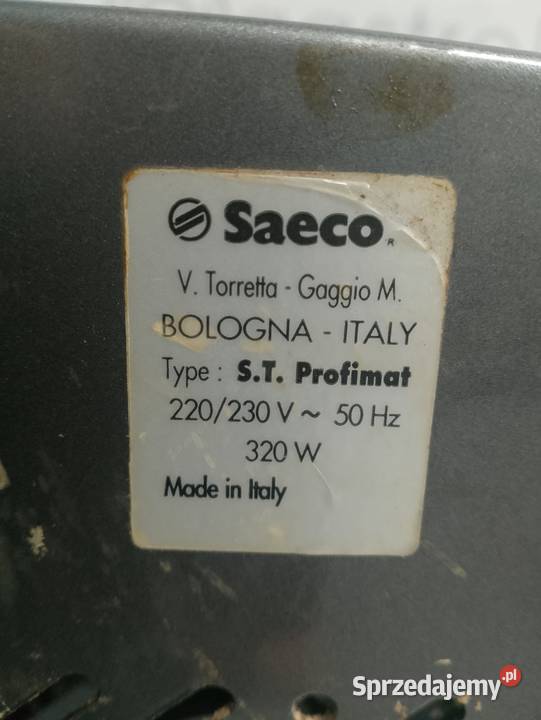 Saeco®
V. Torretta - Gaggio M.
BOLOGNA - ITALY
Type : S.T. Profimat
220/230 V ~ 50 Hz
320 W
Made in Italy
Sprzedajemy.pl